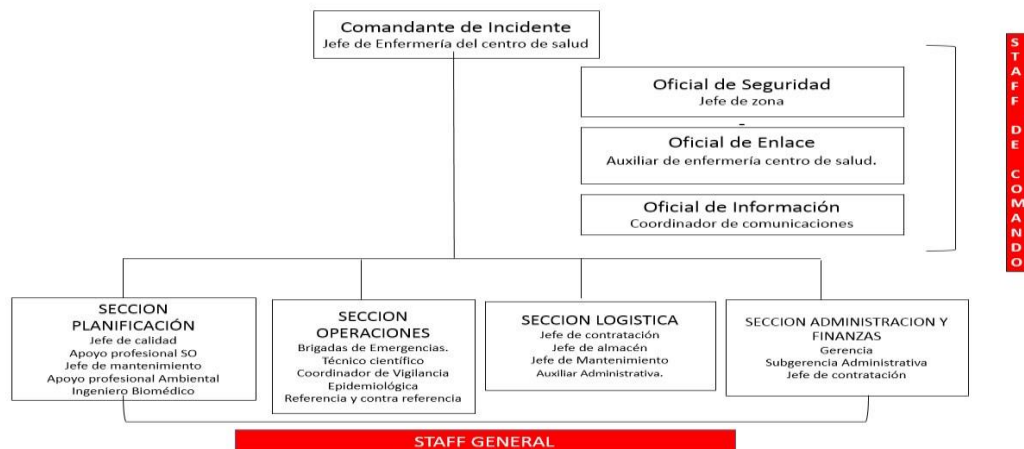 Comandante de Incidente
Jefe de Enfermería del centro de salud
Oficial de Seguridad
Jefe de zona
-
Oficial de Enlace
Auxiliar de enfermería centro de salud.
Oficial de Información
Coordinador de comunicaciones
STAFF DE COMANDO
SECCION
PLANIFICACIÓN
Jefe de calidad
Apoyo profesional SO
Jefe de mantenimiento
Apoyo profesional Ambiental
Ingeniero Biomédico
SECCION
OPERACIONES
Brigadas de Emergencias.
Técnico científico
Coordinador de Vigilancia
Epidemiológica
Referencia y contra referencia
SECCION LOGISTICA
Jefe de contratación
Jefe de almacén
Jefe de Mantenimiento
Auxiliar Administrativa.
SECCION ADMINISTRACION Y
FINANZAS
Gerencia
Subgerencia Administrativa
Jefe de contratación
STAFF GENERAL